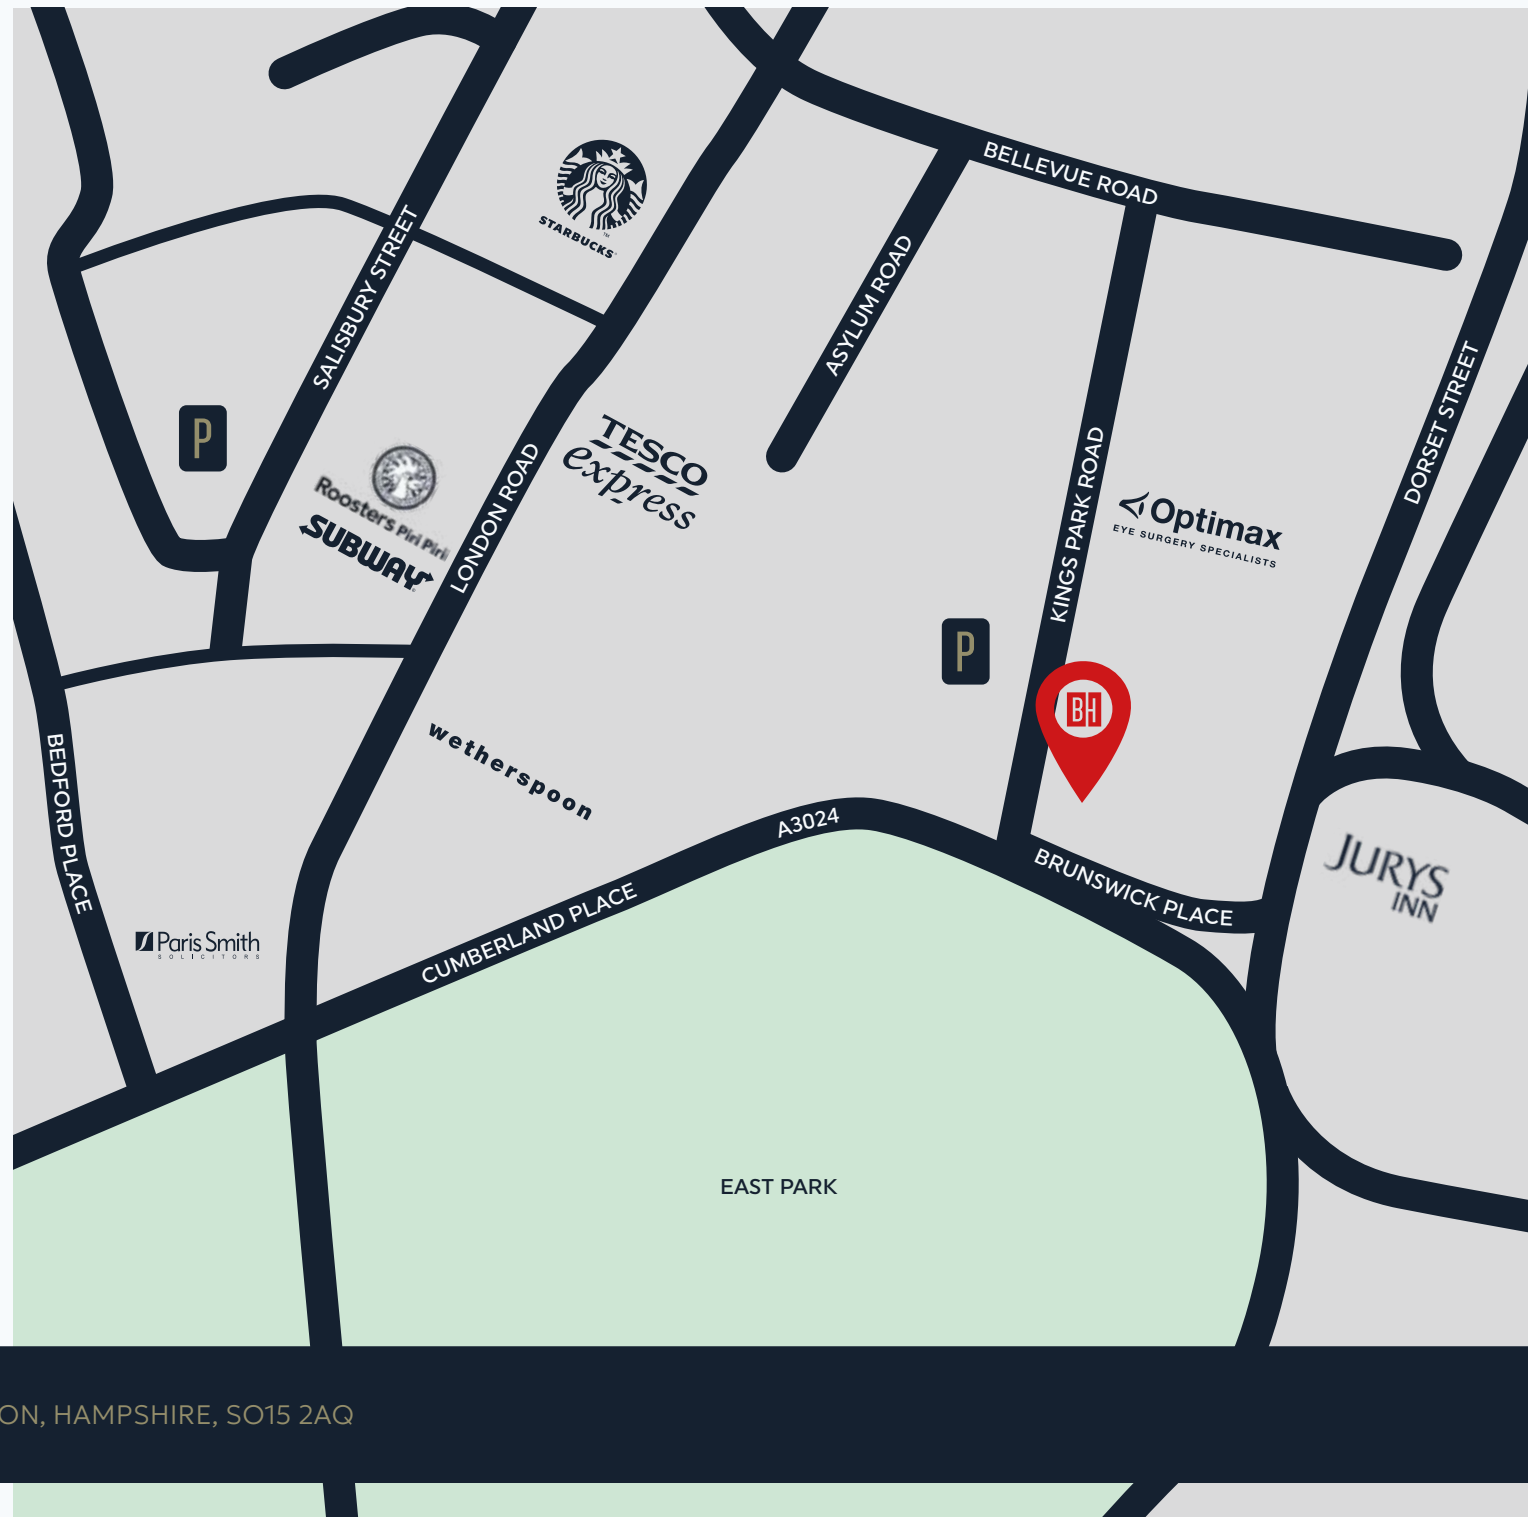 BELLEVUE ROAD
STARBUCKS
TM
SALISBURY STREET
ASYLUM ROAD
DORSET STREET
P
TESCO
express
LONDON ROAD
KINGS PARK ROAD
Roosters Piri Piri
SUBWAY
Optimax
EYE SURGERY SPECIALISTS
P
BH
BEDFORD PLACE
wetherspoon
A3024
BRUNSWICK PLACE
JURYS
INN
CUMBERLAND PLACE
Paris Smith
SOLICITORS
EAST PARK
ON, HAMPSHIRE, SO15 2AQ